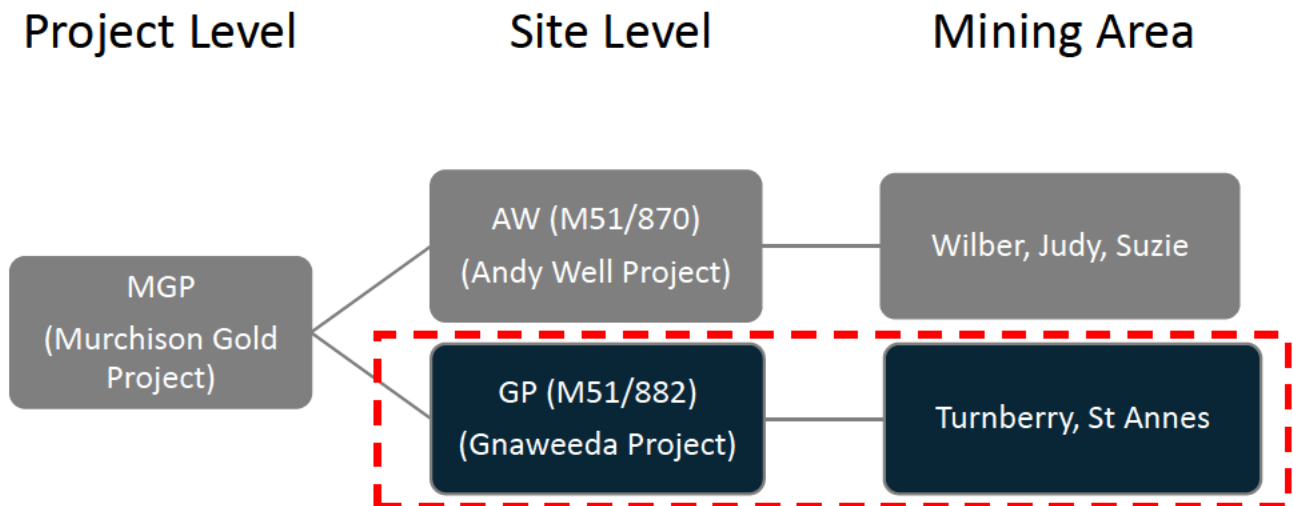 Project Level
Site Level
Mining Area
MGP
(Murchison Gold
Project)
AW (M51/870)
(Andy Well Project)
Wilber, Judy, Suzie
GP (M51/882)
(Gnaweeda Project)
Turnberry, St Annes